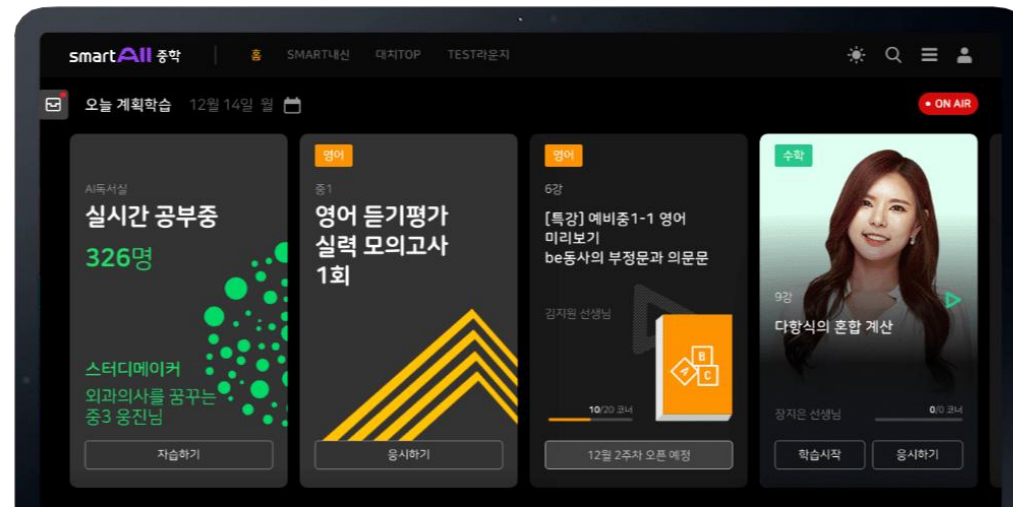 smartAll 중학
홈 SMART내신 대치TOP TEST라운지
오늘 계획학습 12월 14일 월
• ON AIR
AI독서실
실시간 공부중
326명
스터디메이커
외과의사를 꿈꾸는
중3 웅진님
자습하기
영어
중1
영어 듣기평가
실력 모의고사
1회
응시하기
영어
6강
[특강] 예비중1-1 영어
미리보기
be동사의 부정문과 의문문
김지원 선생님
A B C
10/20 코너
12월 2주차 오픈 예정
수학
9강
다항식의 혼합 계산
장지은 선생님
0/0 코너
학습시작
응시하기